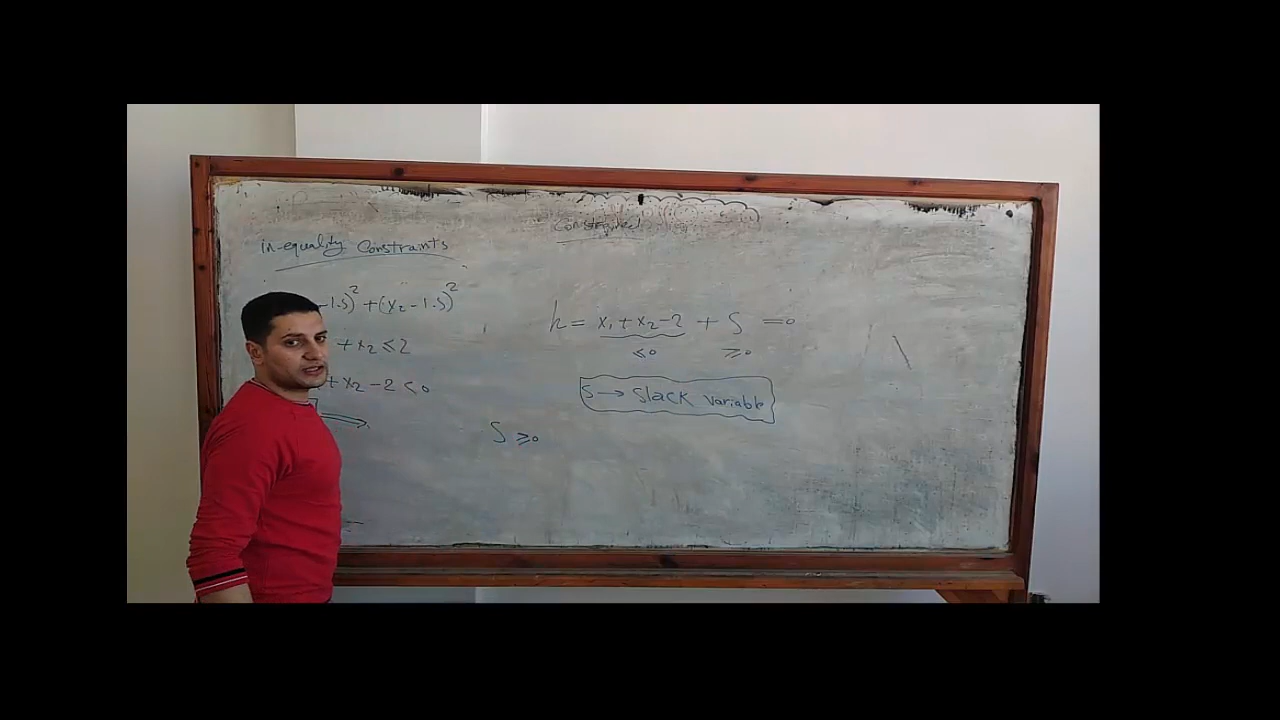 Constrained
in-equality Constraints
-1.5)² + (x₂-1.5)²
+ x₂ ≤ 2
+ x₂ - 2 ≤ 0
h = x₁ + x₂ - 2 + S = 0
≤0 ≥0
S → Slack variable
S ≥ 0